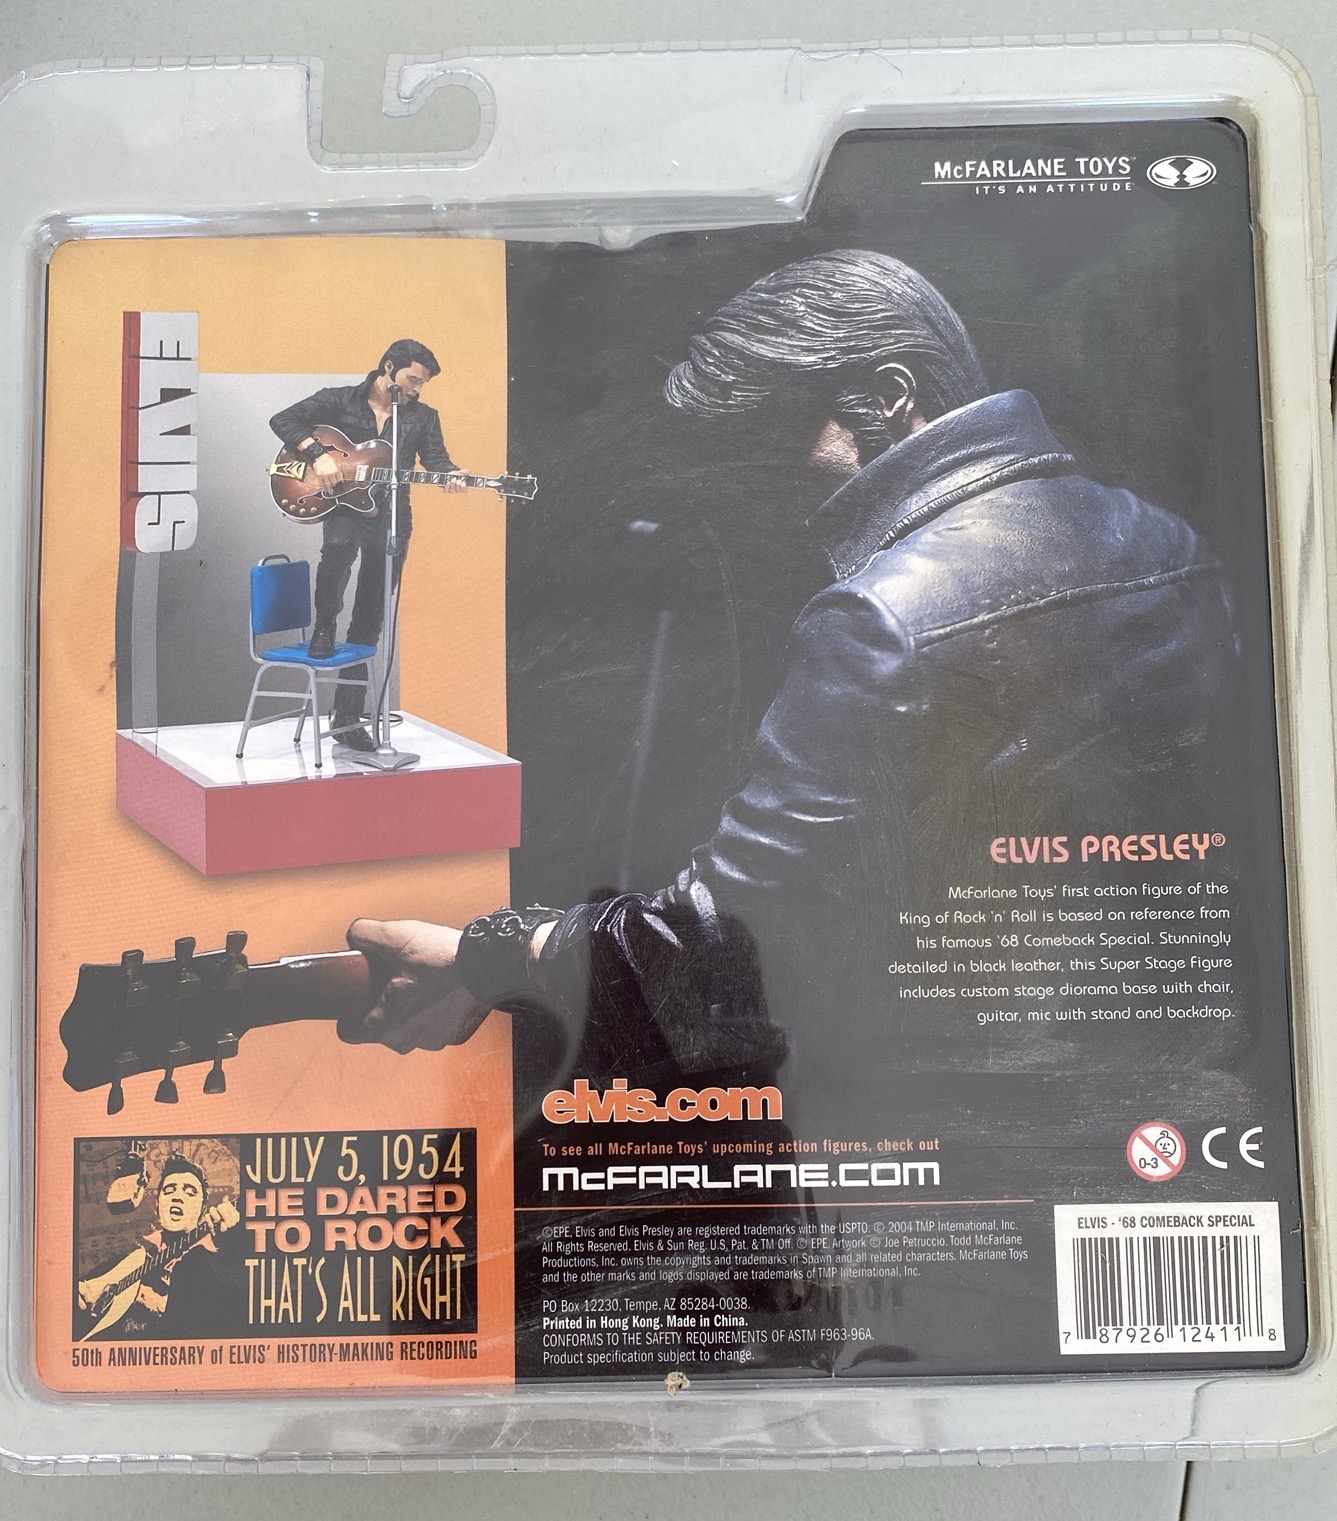 McFARLANE TOYS™
IT'S AN ATTITUDE™
ELVIS
ELVIS PRESLEY®
McFarlane Toys' first action figure of the
King of Rock 'n' Roll is based on reference from
his famous '68 Comeback Special. Stunningly
detailed in black leather, this Super Stage Figure
includes custom stage diorama base with chair,
guitar, mic with stand and backdrop.
elvis.com
To see all McFarlane Toys' upcoming action figures, check out
McFARLANE.COM
0-3
CE
JULY 5, 1954
HE DARED
TO ROCK
THAT'S ALL RIGHT
50th ANNIVERSARY of ELVIS' HISTORY-MAKING RECORDING
©EPE, Elvis and Elvis Presley are registered trademarks with the USPTO. © 2004 TMP International, Inc.
All Rights Reserved. Elvis & Sun Reg. U.S. Pat. & TM Off. © EPE. Artwork © Joe Petruccio. Todd McFarlane
Productions, Inc. owns the copyrights and trademarks in Spawn and all related characters. McFarlane Toys
and the other marks and logos displayed are trademarks of TMP International, Inc.
PO Box 12230, Tempe, AZ 85284-0038.
Printed in Hong Kong. Made in China.
CONFORMS TO THE SAFETY REQUIREMENTS OF ASTM F963-96A.
Product specification subject to change.
ELVIS - '68 COMEBACK SPECIAL
7 87926 12411 8